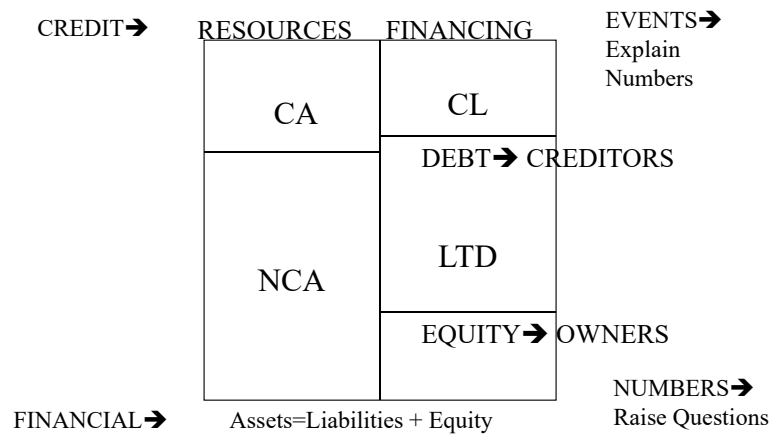 CREDIT➔ RESOURCES FINANCING EVENTS➔
Explain
Numbers
CA CL
DEBT➔ CREDITORS
NCA LTD
EQUITY➔ OWNERS
NUMBERS➔
Raise Questions
FINANCIAL➔ Assets=Liabilities + Equity